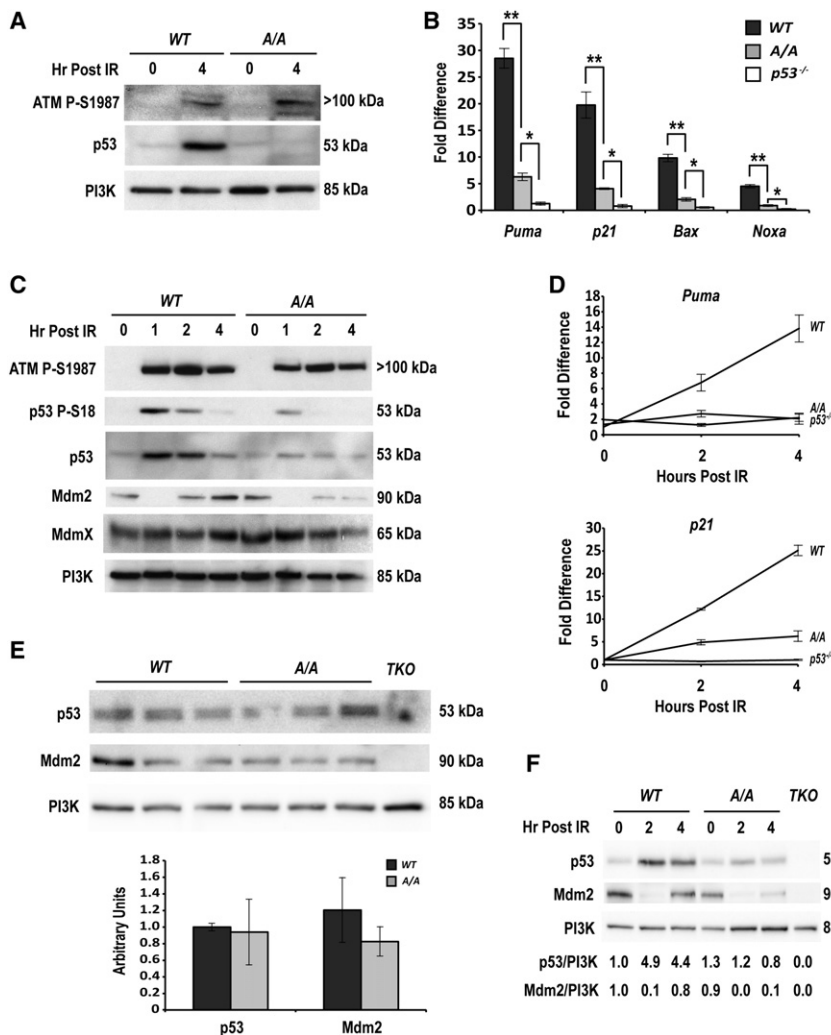 A
WT A/A
Hr Post IR 0 4 0 4
ATM P-S1987 >100 kDa
p53 53 kDa
PI3K 85 kDa
B
Fold Difference
35
30
25
20
15
10
5
0
** * ** * ** * ** *
WT
A/A
p53-/-
Puma p21 Bax Noxa
C
WT A/A
Hr Post IR 0 1 2 4 0 1 2 4
ATM P-S1987 >100 kDa
p53 P-S18 53 kDa
p53 53 kDa
Mdm2 90 kDa
MdmX 65 kDa
PI3K 85 kDa
D
Puma
Fold Difference
18
16
14
12
10
8
6
4
2
0
WT
A/A
p53-/-
0 2 4
Hours Post IR
p21
Fold Difference
30
25
20
15
10
5
0
WT
A/A
p53-/-
0 2 4
Hours Post IR
E
WT A/A TKO
p53 53 kDa
Mdm2 90 kDa
PI3K 85 kDa
Arbitrary Units
1.8
1.6
1.4
1.2
1.0
0.8
0.6
0.4
0.2
0
WT
A/A
p53 Mdm2
F
WT A/A TKO
Hr Post IR 0 2 4 0 2 4
p53 5
Mdm2 9
PI3K 8
p53/PI3K 1.0 4.9 4.4 1.3 1.2 0.8 0.0
Mdm2/PI3K 1.0 0.1 0.8 0.9 0.0 0.1 0.0